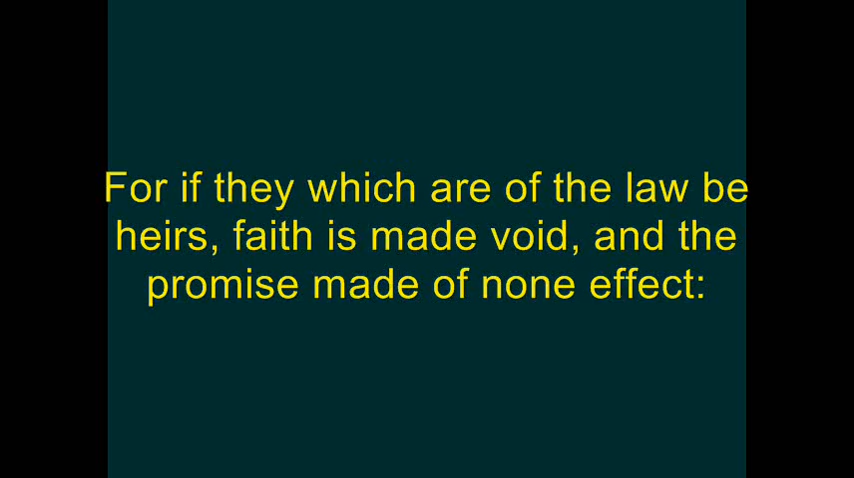 For if they which are of the law be
heirs, faith is made void, and the
promise made of none effect: